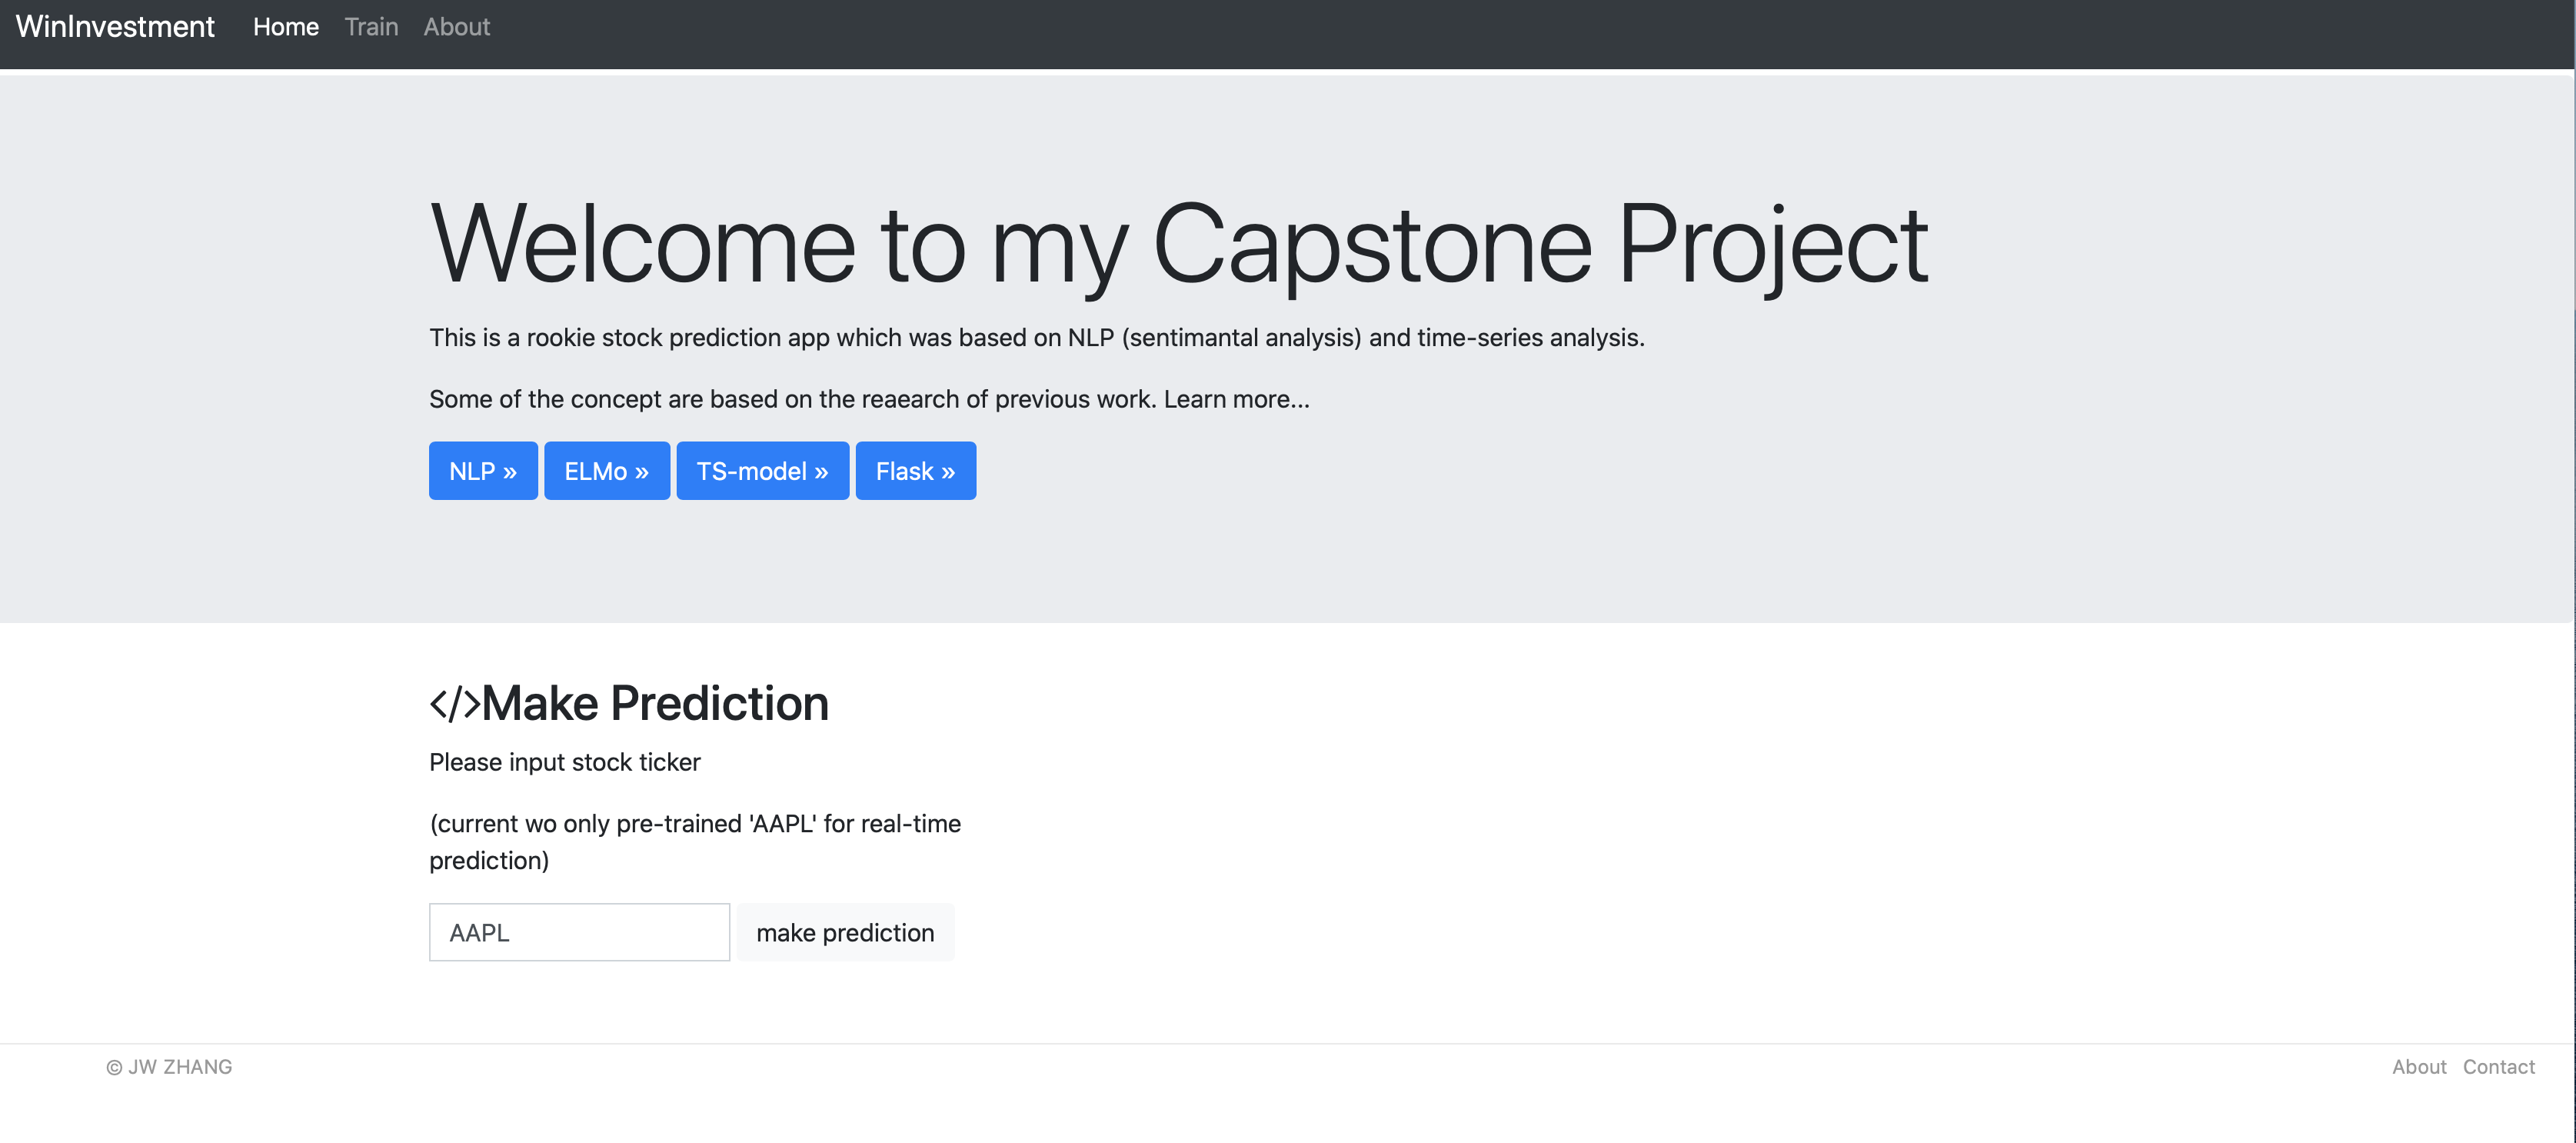 WinInvestment Home Train About
Welcome to my Capstone Project
This is a rookie stock prediction app which was based on NLP (sentimantal analysis) and time-series analysis.
Some of the concept are based on the reaearch of previous work. Learn more...
NLP » ELMo » TS-model » Flask »
</>Make Prediction
Please input stock ticker
(current wo only pre-trained 'AAPL' for real-time
prediction)
AAPL make prediction
© JW ZHANG About Contact